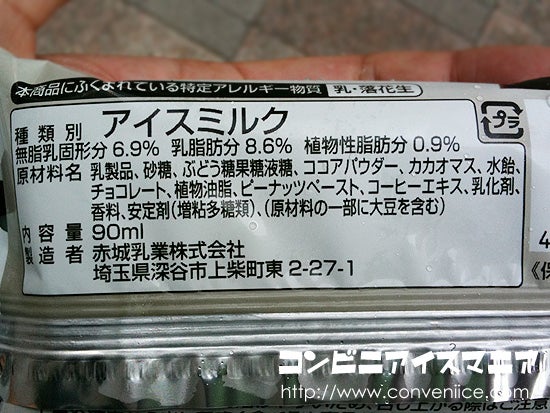 本商品にふくまれている特定アレルギー物質 乳・落花生
種類別 アイスミルク
無脂乳固形分 6.9% 乳脂肪分 8.6% 植物性脂肪分 0.9%
原材料名 乳製品、砂糖、ぶどう糖果糖液糖、ココアパウダー、カカオマス、水飴、
チョコレート、植物油脂、ピーナッツペースト、コーヒーエキス、乳化剤、
香料、安定剤(増粘多糖類)、(原材料の一部に大豆を含む)
内容量 90ml
製造者 赤城乳業株式会社
埼玉県深谷市上柴町東2-27-1
プラ
4
《保
コンビニアイスマニア
http://www.conveniice.com/